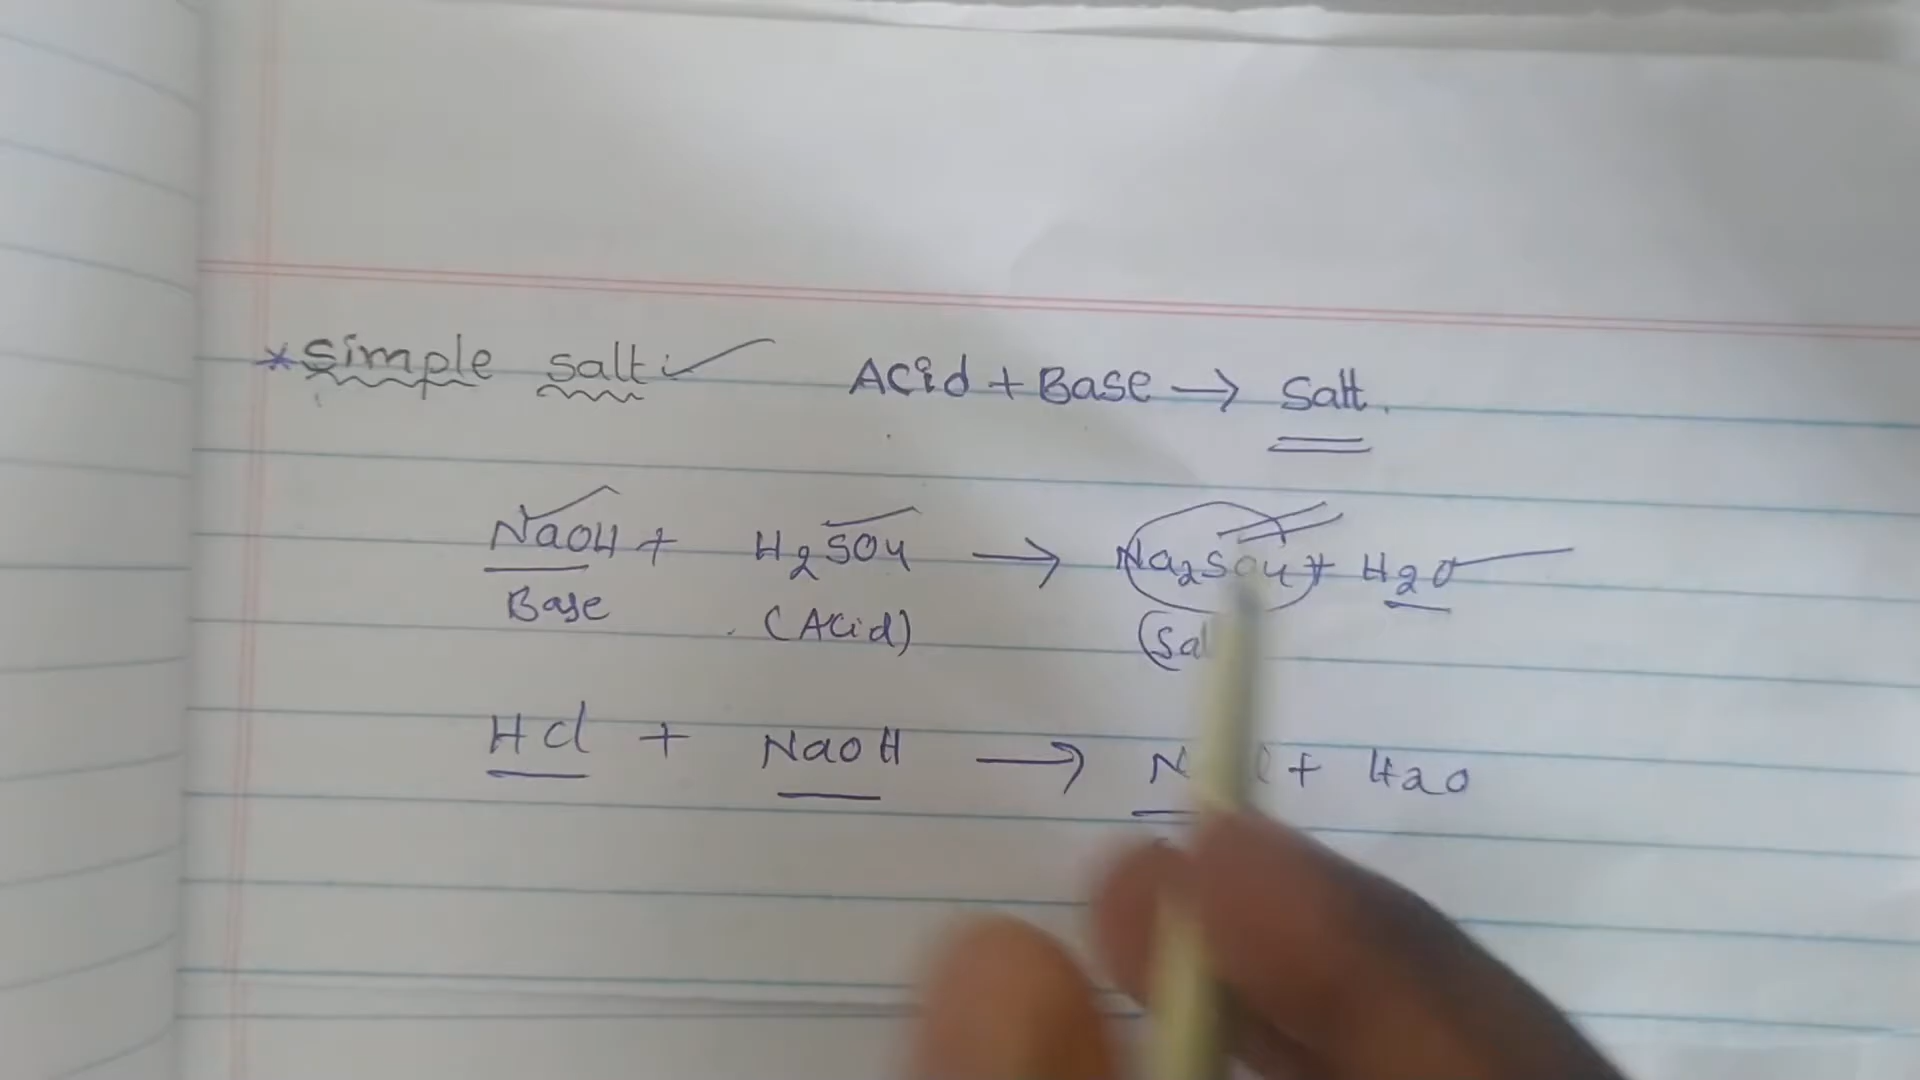 *Simple salt:- Acid + Base → Salt.
NaOH + H2SO4 → Na2SO4 + H2O
Base (Acid)
HCl + NaOH → + H2O